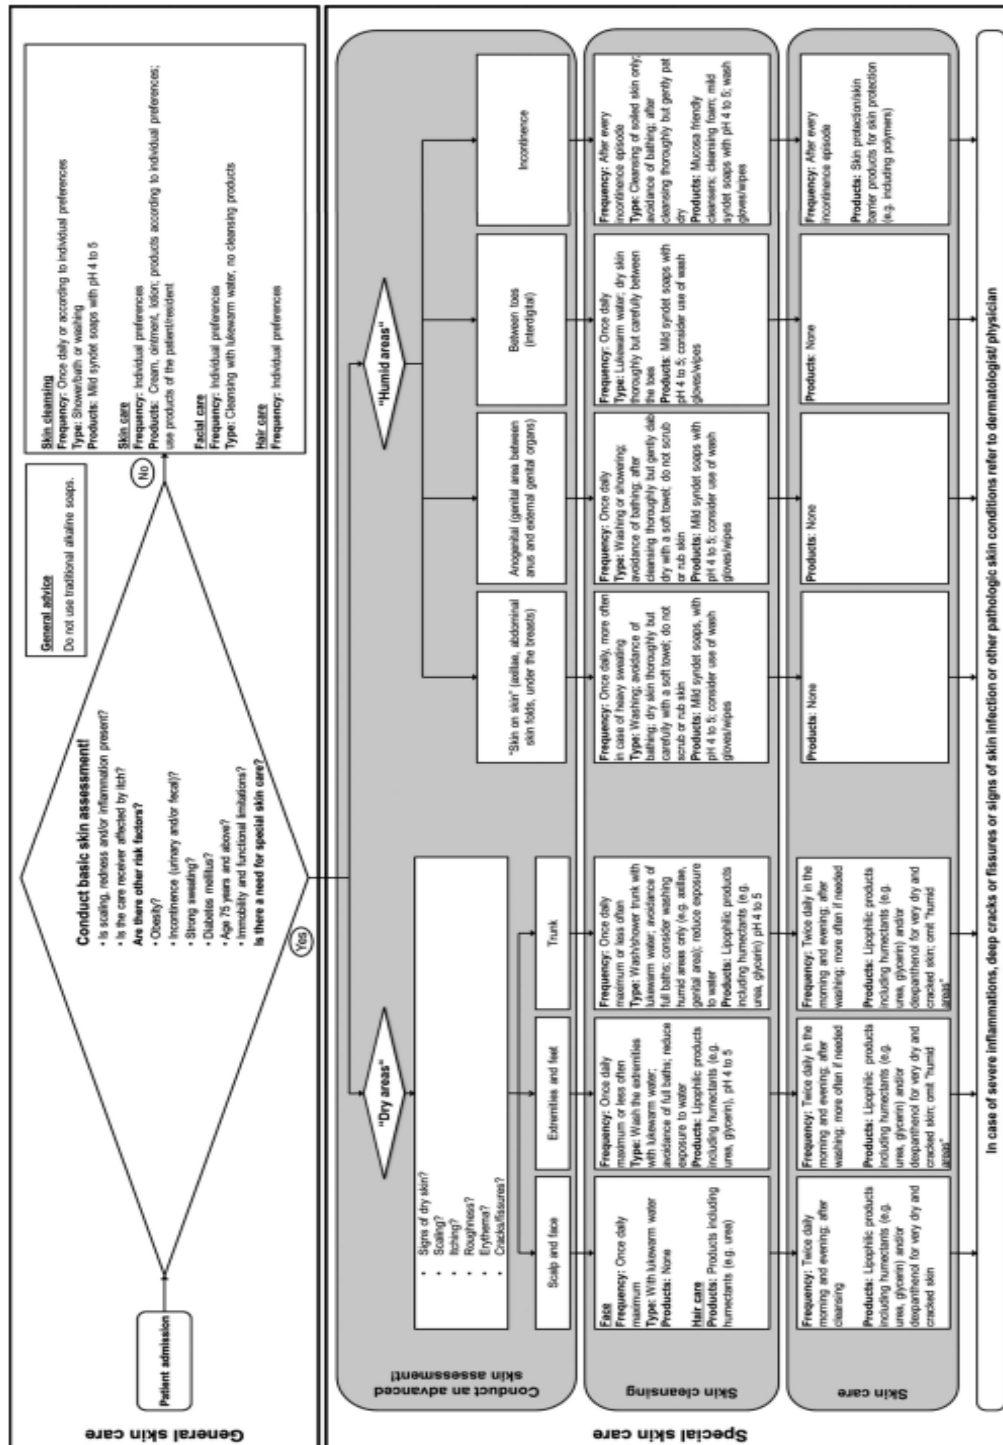 General skin care
Patient admission
Conduct basic skin assessment!
• Is scaling, redness and/or inflammation present?
• Is the care receiver affected by itch?
Are there other risk factors?
• Obesity?
• Incontinence (urinary and/or fecal)?
• Strong sweating?
• Diabetes mellitus?
• Age 75 years and above?
• Immobility and functional limitations?
Is there a need for special skin care?
Yes
No
General advice
Do not use traditional alkaline soaps.
Skin cleansing
Frequency: Once daily or according to individual preferences
Type: Shower/bath or washing
Products: Mild syndet soaps with pH 4 to 5
Skin care
Frequency: Individual preferences
Products: Cream, ointment, lotion; products according to individual preferences;
use products of the patient/resident
Facial care
Frequency: Individual preferences
Type: Cleansing with lukewarm water, no cleansing products
Hair care
Frequency: Individual preferences
Special skin care
Conduct an advanced
skin assessment!
"Dry areas"
• Signs of dry skin?
• Scaling?
• Itching?
• Roughness?
• Erythema?
• Cracks/fissures?
Scalp and face
Extremities and feet
Trunk
"Humid areas"
"Skin on skin" (axillae, abdominal
skin folds, under the breasts)
Anogenital (genital area between
anus and external genital organs)
Between toes
(interdigital)
Incontinence
Skin cleansing
Face
Frequency: Once daily
maximum
Type: With lukewarm water
Products: None
Hair care
Products: Products including
humectants (e.g. urea)
Frequency: Once daily
maximum or less often
Type: Wash the extremities
with lukewarm water;
avoidance of full baths; reduce
exposure to water
Products: Lipophilic products
including humectants (e.g.
urea, glycerin), pH 4 to 5
Frequency: Once daily
maximum or less often
Type: Wash/shower trunk with
lukewarm water; avoidance of
full baths; consider washing
humid areas only (e.g. axillae,
genital area); reduce exposure
to water
Products: Lipophilic products
including humectants (e.g.
urea, glycerin) pH 4 to 5
Frequency: Once daily, more often
in case of heavy sweating
Type: Washing; avoidance of
bathing; dry skin thoroughly but
carefully with a soft towel; do not
scrub or rub skin
Products: Mild syndet soaps, with
pH 4 to 5; consider use of wash
gloves/wipes
Frequency: Once daily
Type: Washing or showering;
avoidance of bathing; after
cleansing thoroughly but gently dab
dry with a soft towel; do not scrub
or rub skin
Products: Mild syndet soaps with
pH 4 to 5; consider use of wash
gloves/wipes
Frequency: Once daily
Type: Lukewarm water; dry skin
thoroughly but carefully between
the toes
Products: Mild syndet soaps with
pH 4 to 5; consider use of wash
gloves/wipes
Frequency: After every
incontinence episode
Type: Cleansing of soiled skin only;
avoidance of bathing; after
cleansing thoroughly but gently pat
dry
Products: Mucosa friendly
cleansers; cleansing foam; mild
syndet soaps with pH 4 to 5; wash
gloves/wipes
Skin care
Frequency: Twice daily
morning and evening; after
cleansing
Products: Lipophilic products
including humectants (e.g.
urea, glycerin) and/or
dexpanthenol for very dry and
cracked skin
Frequency: Twice daily in the
morning and evening; after
washing; more often if needed
Products: Lipophilic products
including humectants (e.g.
urea, glycerin) and/or
dexpanthenol for very dry and
cracked skin; omit "humid
areas"
Frequency: Twice daily in the
morning and evening; after
washing; more often if needed
Products: Lipophilic products
including humectants (e.g.
urea, glycerin) and/or
dexpanthenol for very dry and
cracked skin; omit "humid
areas"
Products: None
Products: None
Products: None
Frequency: After every
incontinence episode
Products: Skin protection/skin
barrier products for skin protection
(e.g. including polymers)
In case of severe inflammations, deep cracks or fissures or signs of skin infection or other pathologic skin conditions refer to dermatologist/ physician